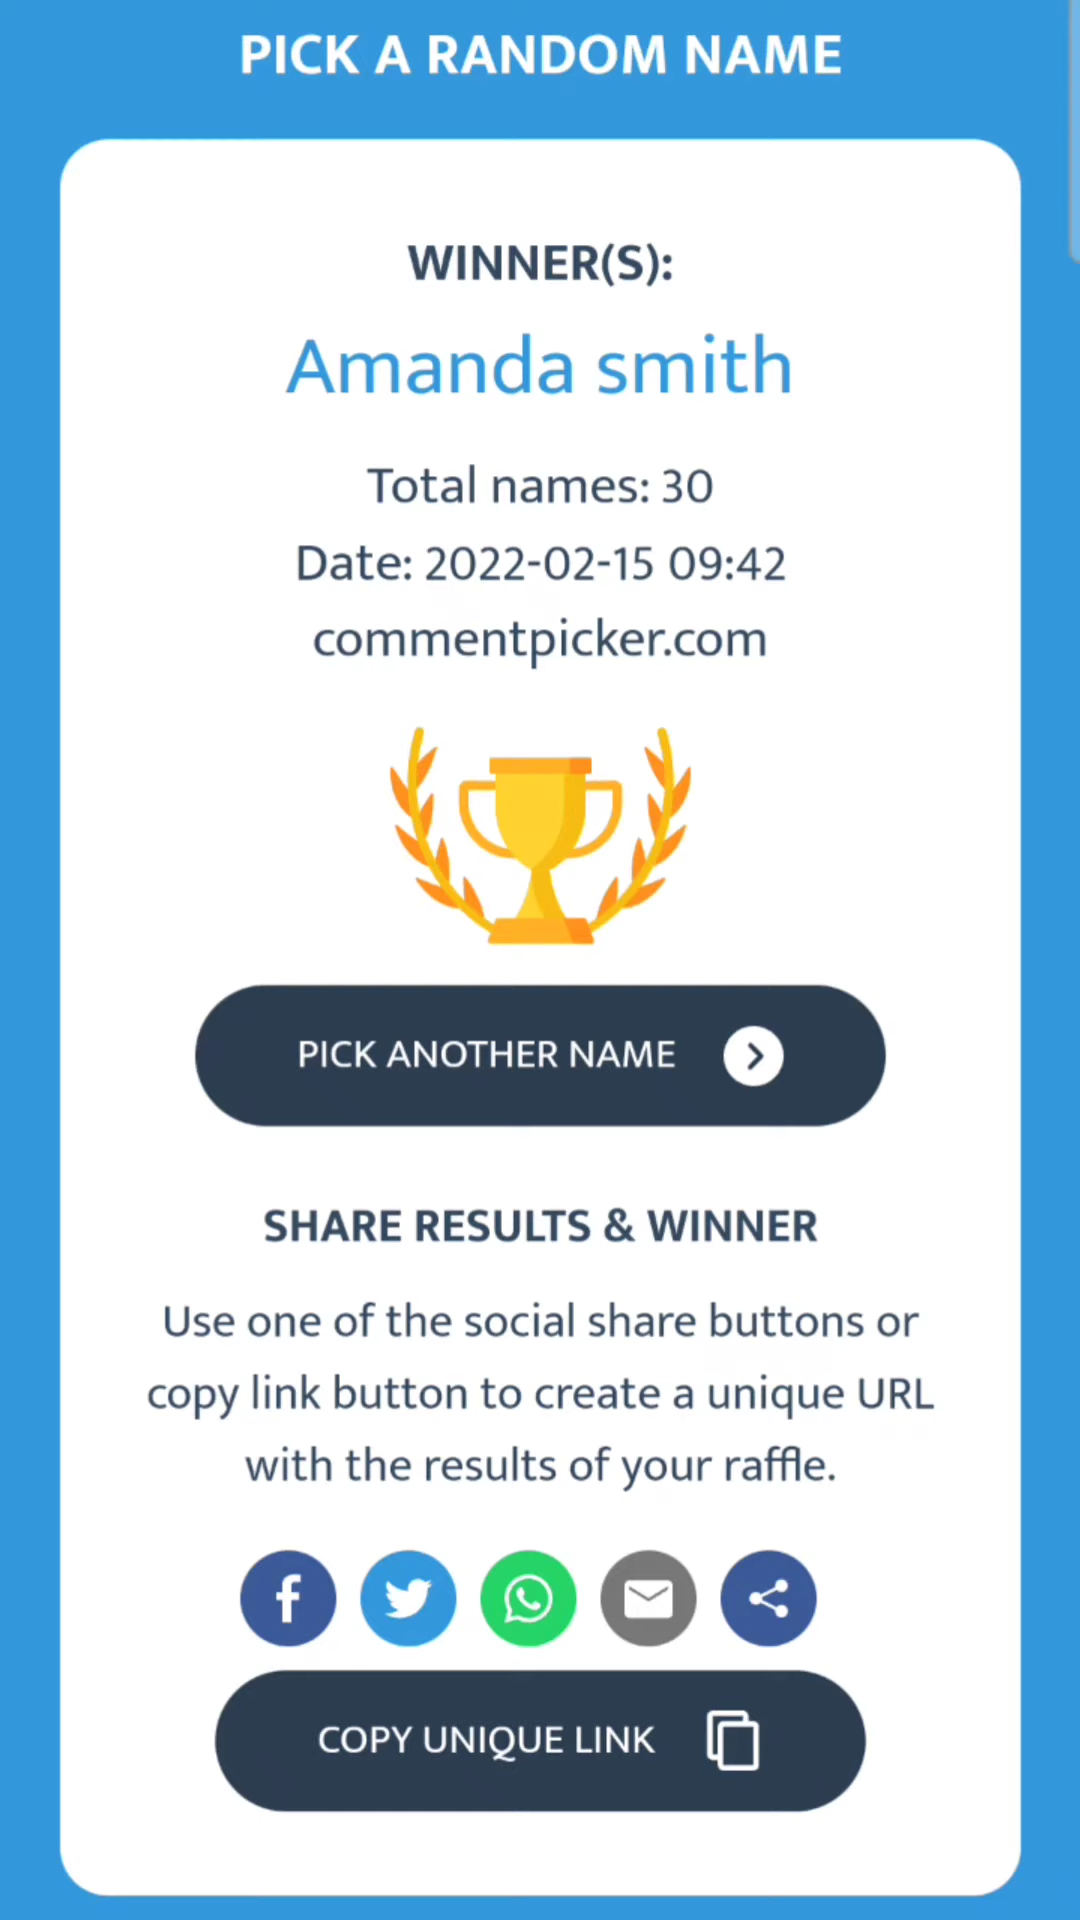 PICK A RANDOM NAME
WINNER(S):
Amanda smith
Total names: 30
Date: 2022-02-15 09:42
commentpicker.com
PICK ANOTHER NAME
SHARE RESULTS & WINNER
Use one of the social share buttons or
copy link button to create a unique URL
with the results of your raffle.
COPY UNIQUE LINK